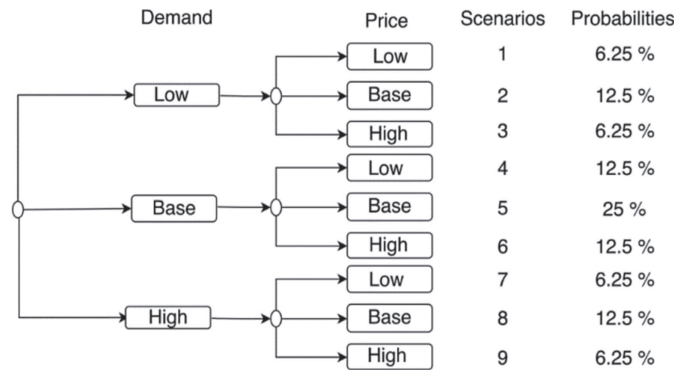 Demand Price Scenarios Probabilities
Low 1 6.25 %
Low Base 2 12.5 %
High 3 6.25 %
Low 4 12.5 %
Base Base 5 25 %
High 6 12.5 %
Low 7 6.25 %
High Base 8 12.5 %
High 9 6.25 %